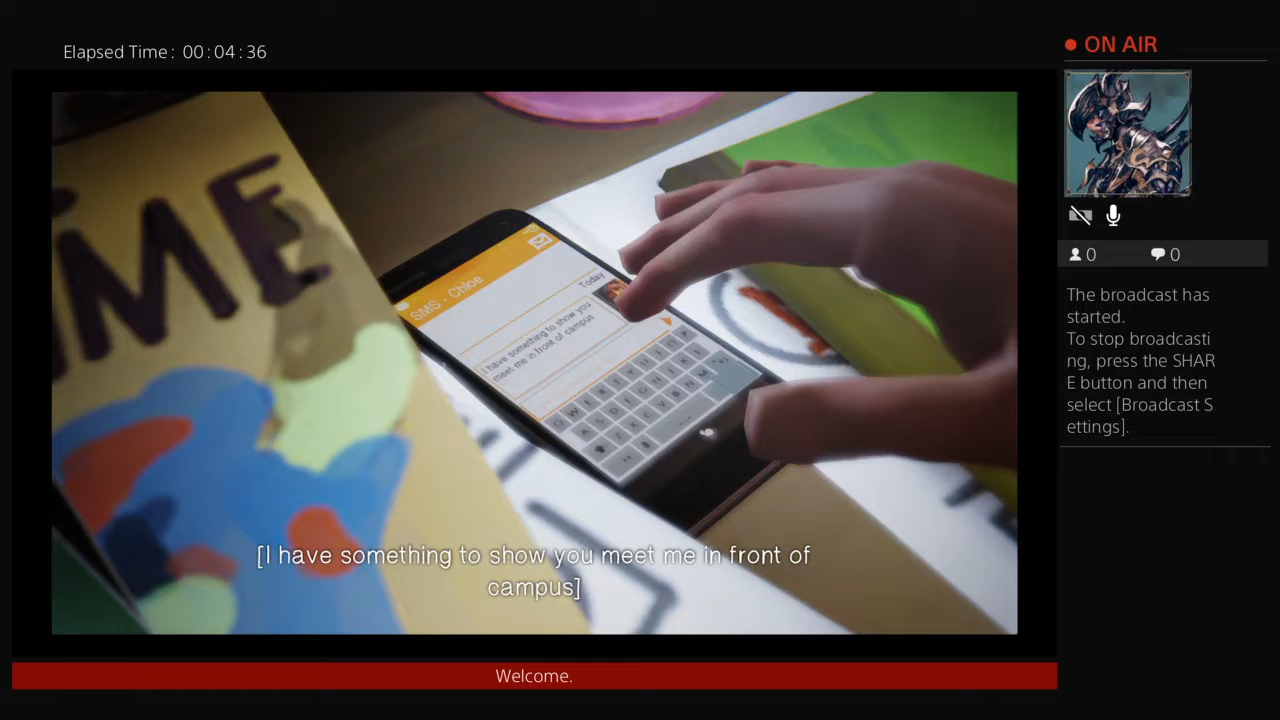 Elapsed Time: 00:04:36
ON AIR
0
0
The broadcast has
started.
To stop broadcasti
ng, press the SHAR
E button and then
select [Broadcast S
ettings].
IME
SMS - Chloe
Today
I have something to show you
meet me in front of campus
[I have something to show you meet me in front of
campus]
Welcome.